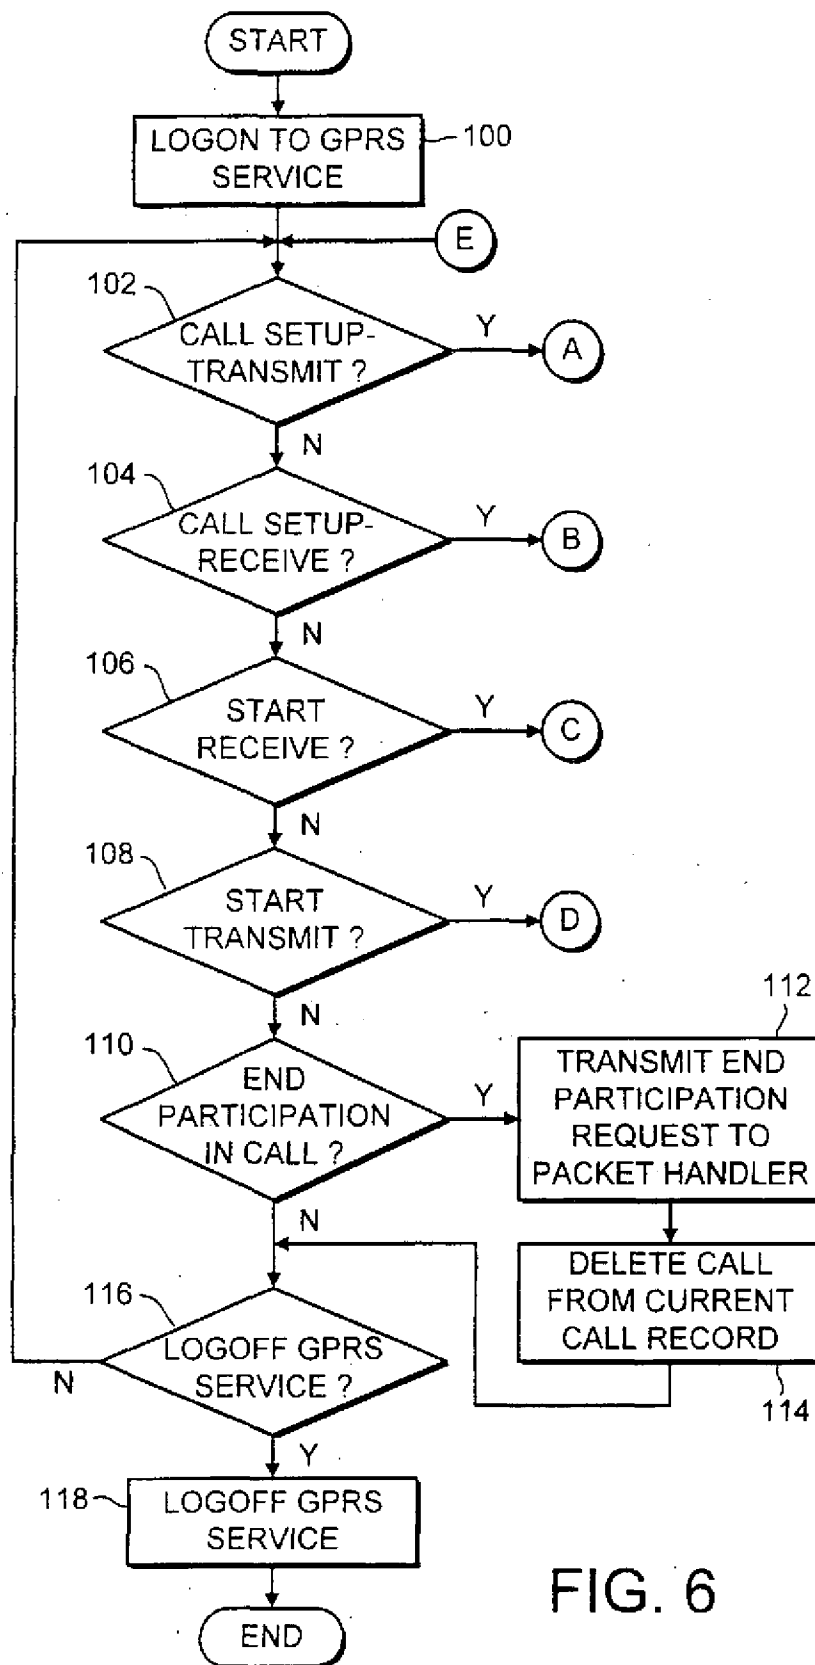 START
LOGON TO GPRS
SERVICE
100
E
102
CALL SETUP-
TRANSMIT ?
Y
A
N
104
CALL SETUP-
RECEIVE ?
Y
B
N
106
START
RECEIVE ?
Y
C
N
108
START
TRANSMIT ?
Y
D
N
110
END
PARTICIPATION
IN CALL ?
Y
112
TRANSMIT END
PARTICIPATION
REQUEST TO
PACKET HANDLER
N
DELETE CALL
FROM CURRENT
CALL RECORD
114
116
LOGOFF GPRS
SERVICE ?
N
Y
118
LOGOFF GPRS
SERVICE
END
FIG. 6